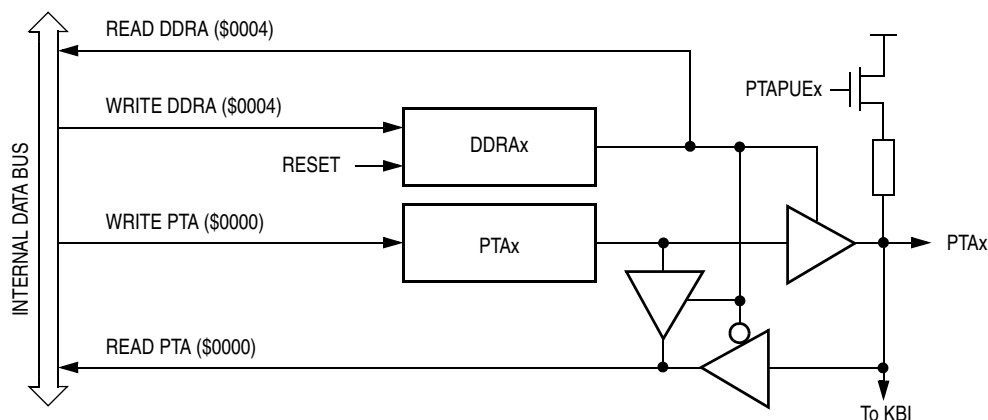 READ DDRA ($0004)
PTAPUEx
WRITE DDRA ($0004)
DDRAx
RESET
INTERNAL DATA BUS
WRITE PTA ($0000)
PTAx
PTAx
READ PTA ($0000)
To KBI